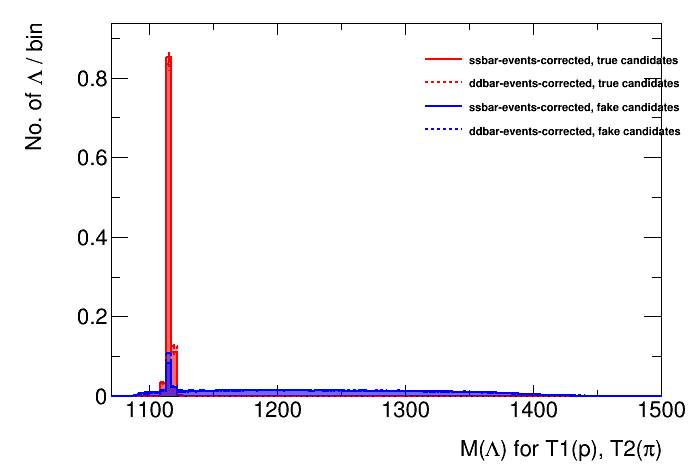 No. of Λ / bin
ssbar-events-corrected, true candidates
ddbar-events-corrected, true candidates
ssbar-events-corrected, fake candidates
ddbar-events-corrected, fake candidates
0.8
0.6
0.4
0.2
0
1100 1200 1300 1400 1500
M(Λ) for T1(p), T2(π)